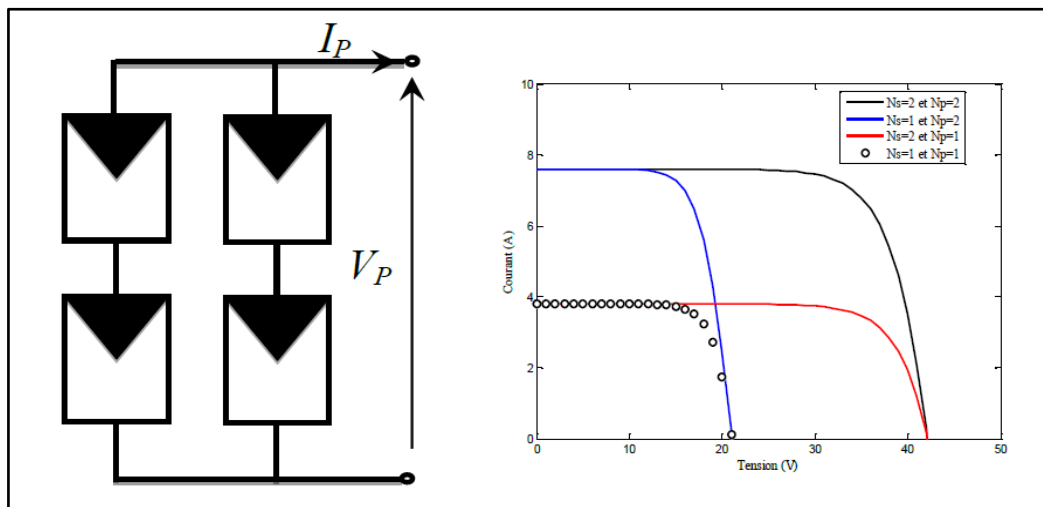 I_P
V_P
Ns=2 et Np=2
Ns=1 et Np=2
Ns=2 et Np=1
Ns=1 et Np=1
Courant (A)
10
8
6
4
2
0
0 10 20 30 40 50
Tension (V)